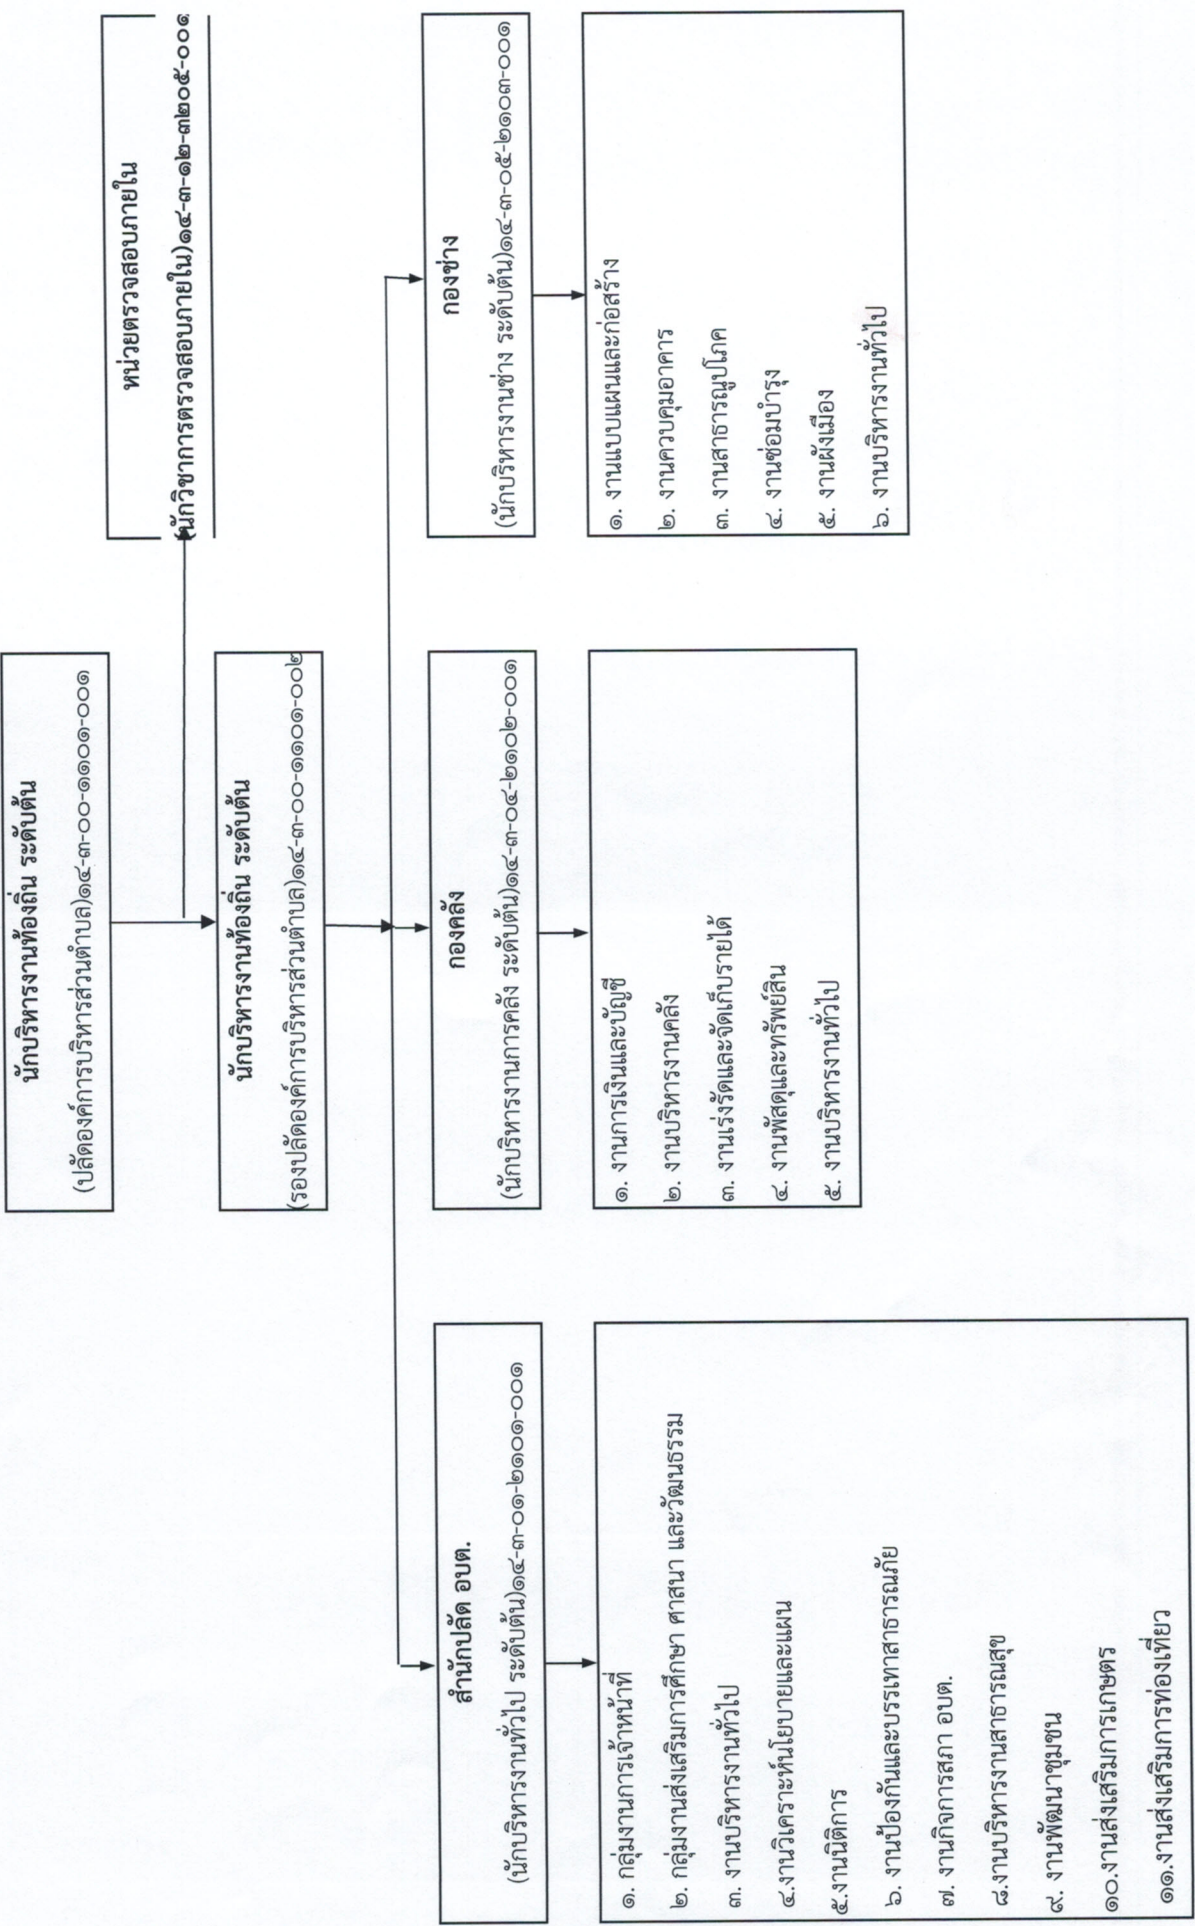 นักบริหารงานท้องถิ่น ระดับต้น
(ปลัดองค์การบริหารส่วนตำบล)๑๔-๓-๐๐-๑๑๐๑-๐๐๑
หน่วยตรวจสอบภายใน
(นักวิชาการตรวจสอบภายใน)๑๔-๓-๑๒-๓๒๐๕-๐๐๑
นักบริหารงานท้องถิ่น ระดับต้น
(รองปลัดองค์การบริหารส่วนตำบล)๑๔-๓-๐๐-๑๑๐๑-๐๐๒
สำนักปลัด อบต.
(นักบริหารงานทั่วไป ระดับต้น)๑๔-๓-๐๑-๒๑๐๑-๐๐๑
๑. กลุ่มงานการเจ้าหน้าที่
๒. กลุ่มงานส่งเสริมการศึกษา ศาสนา และวัฒนธรรม
๓. งานบริหารงานทั่วไป
๔.งานวิเคราะห์นโยบายและแผน
๕.งานนิติการ
๖. งานป้องกันและบรรเทาสาธารณภัย
๗. งานกิจการสภา อบต.
๘.งานบริหารงานสาธารณสุข
๙. งานพัฒนาชุมชน
๑๐.งานส่งเสริมการเกษตร
๑๑.งานส่งเสริมการท่องเที่ยว
กองคลัง
(นักบริหารงานการคลัง ระดับต้น)๑๔-๓-๐๔-๒๑๐๒-๐๐๑
๑. งานการเงินและบัญชี
๒. งานบริหารงานคลัง
๓. งานเร่งรัดและจัดเก็บรายได้
๔. งานพัสดุและทรัพย์สิน
๕. งานบริหารงานทั่วไป
กองช่าง
(นักบริหารงานช่าง ระดับต้น)๑๔-๓-๐๕-๒๑๐๓-๐๐๑
๑. งานแบบแผนและก่อสร้าง
๒. งานควบคุมอาคาร
๓. งานสาธารณูปโภค
๔. งานซ่อมบำรุง
๕. งานผังเมือง
๖. งานบริหารงานทั่วไป